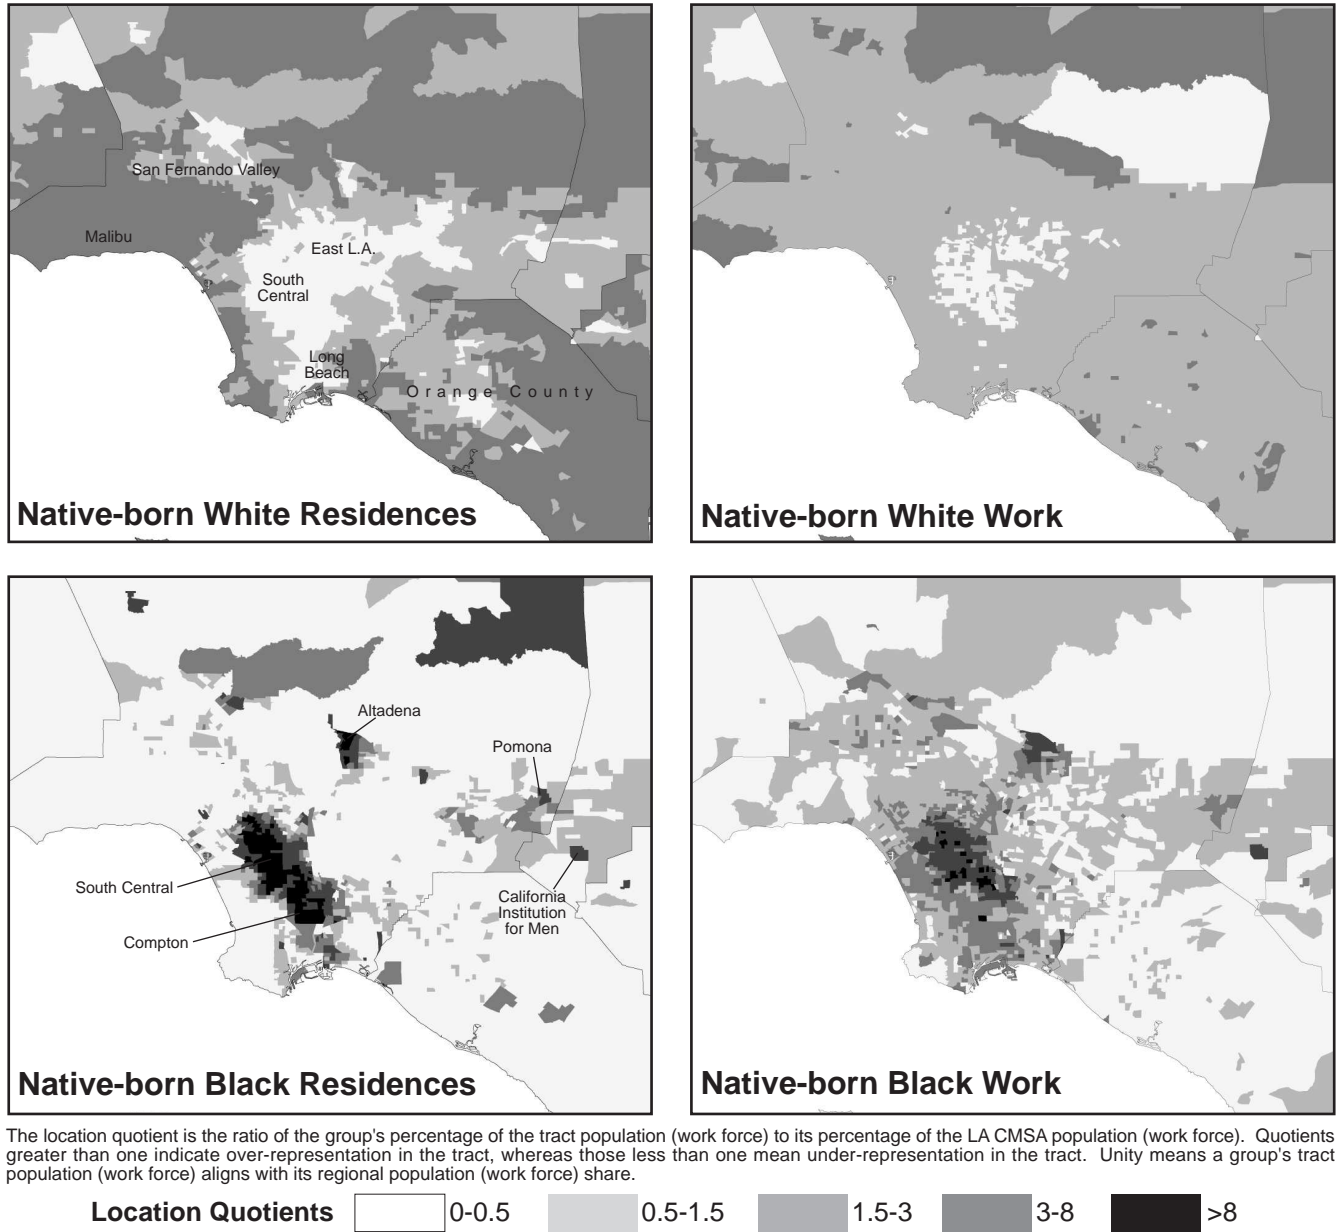 San Fernando Valley
Malibu
East L.A.
South
Central
Long
Beach
Orange County
Native-born White Residences
Native-born White Work
Altadena
Pomona
South Central
California
Institution
for Men
Compton
Native-born Black Residences
Native-born Black Work
The location quotient is the ratio of the group's percentage of the tract population (work force) to its percentage of the LA CMSA population (work force). Quotients
greater than one indicate over-representation in the tract, whereas those less than one mean under-representation in the tract. Unity means a group's tract
population (work force) aligns with its regional population (work force) share.
Location Quotients 0-0.5 0.5-1.5 1.5-3 3-8 >8